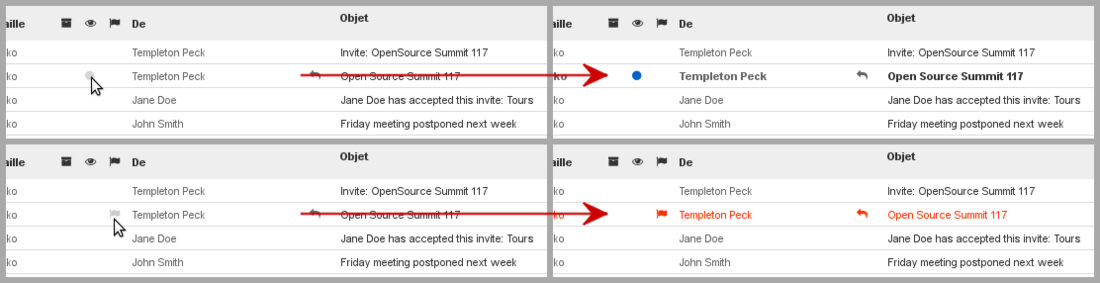 aille De Objet
ko Templeton Peck Invite: OpenSource Summit 117
ko Templeton Peck Open Source Summit 117
ko Jane Doe Jane Doe has accepted this invite: Tours
ko John Smith Friday meeting postponed next week
aille De Objet
ko Templeton Peck Invite: OpenSource Summit 117
ko Templeton Peck Open Source Summit 117
ko Jane Doe Jane Doe has accepted this invite: Tours
ko John Smith Friday meeting postponed next week
aille De Objet
ko Templeton Peck Invite: OpenSource Summit 117
ko Templeton Peck Open Source Summit 117
ko Jane Doe Jane Doe has accepted this invite: Tours
ko John Smith Friday meeting postponed next week
aille De Objet
ko Templeton Peck Invite: OpenSource Summit 117
ko Templeton Peck Open Source Summit 117
ko Jane Doe Jane Doe has accepted this invite: Tours
ko John Smith Friday meeting postponed next week